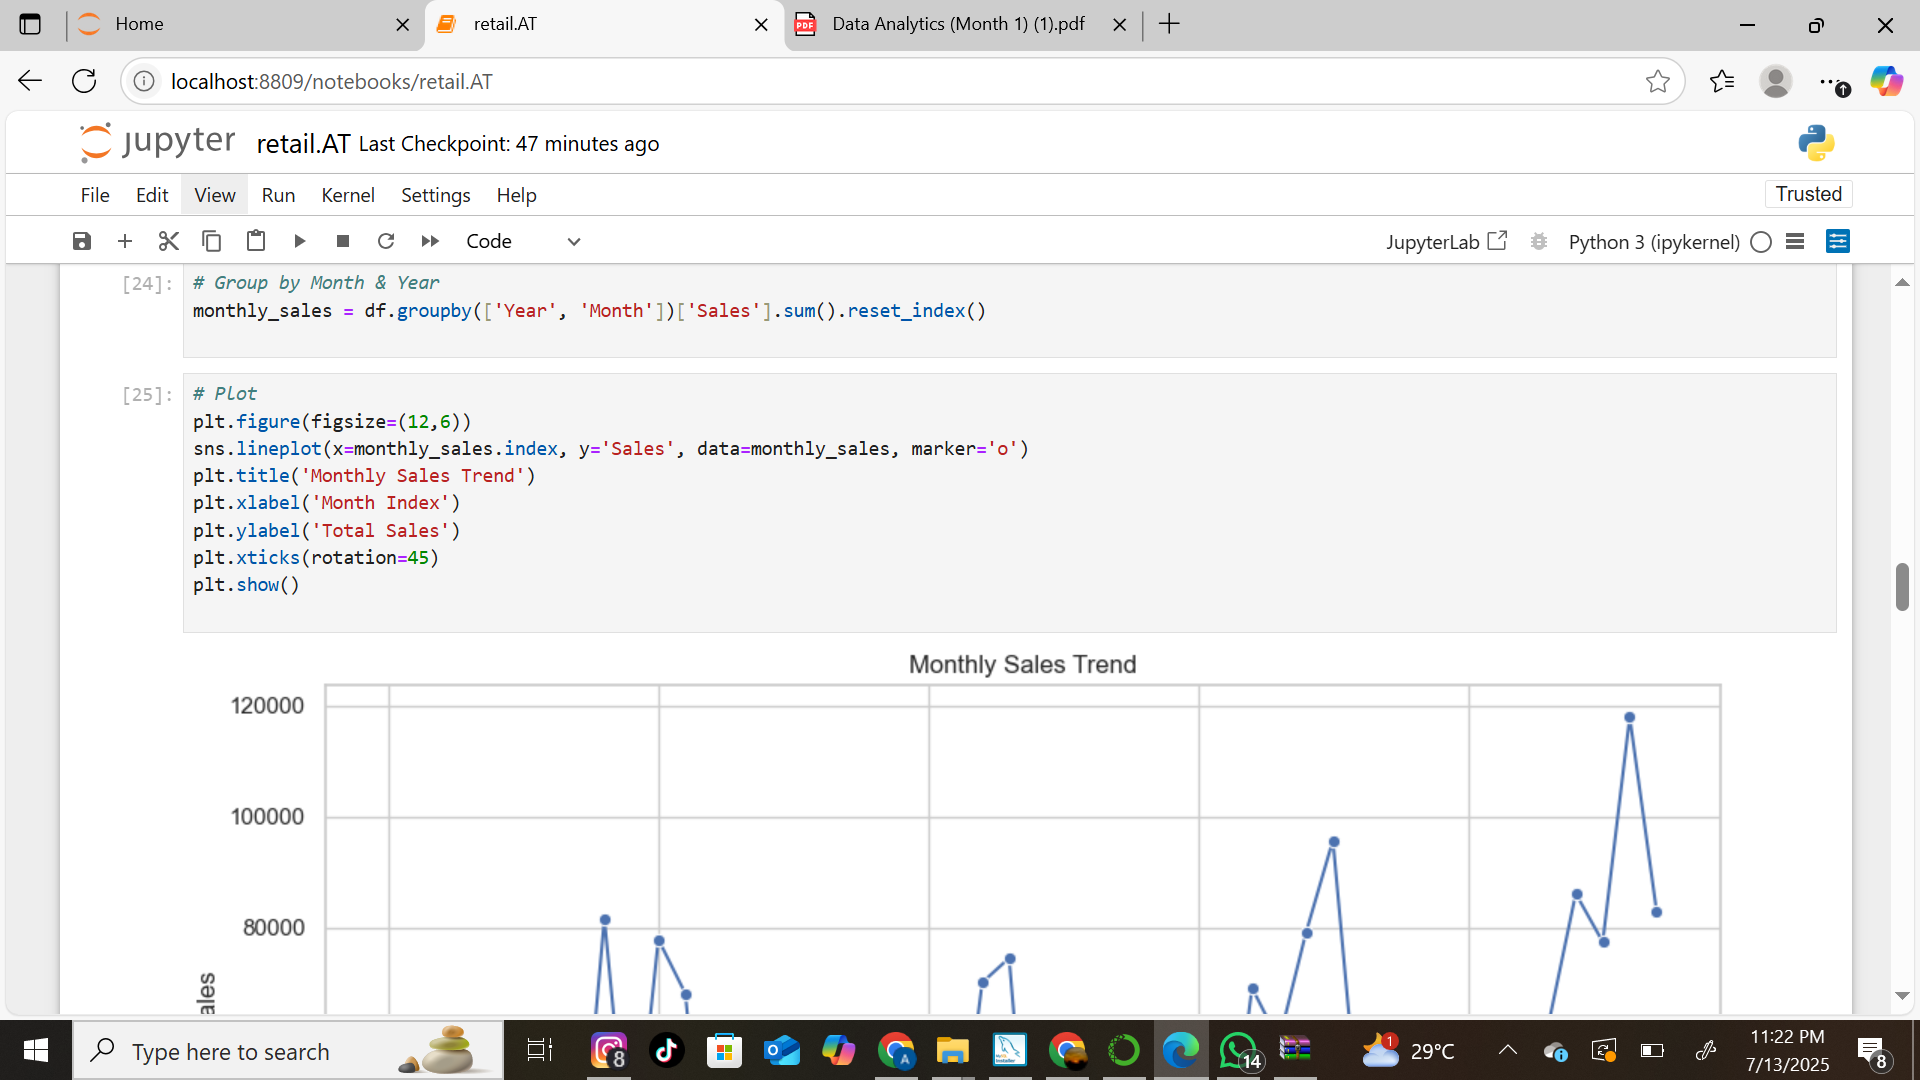 Home
retail.AT
PDF
Data Analytics (Month 1) (1).pdf
localhost:8809/notebooks/retail.AT
jupyter
retail.AT Last Checkpoint: 47 minutes ago
File Edit View Run Kernel Settings Help
Trusted
Code
JupyterLab
Python 3 (ipykernel)
[24]:
# Group by Month & Year
monthly_sales = df.groupby(['Year', 'Month'])['Sales'].sum().reset_index()
[25]:
# Plot
plt.figure(figsize=(12,6))
sns.lineplot(x=monthly_sales.index, y='Sales', data=monthly_sales, marker='o')
plt.title('Monthly Sales Trend')
plt.xlabel('Month Index')
plt.ylabel('Total Sales')
plt.xticks(rotation=45)
plt.show()
Monthly Sales Trend
120000
100000
80000
ales
Type here to search
8
A
14
1
29°C
11:22 PM
7/13/2025
8